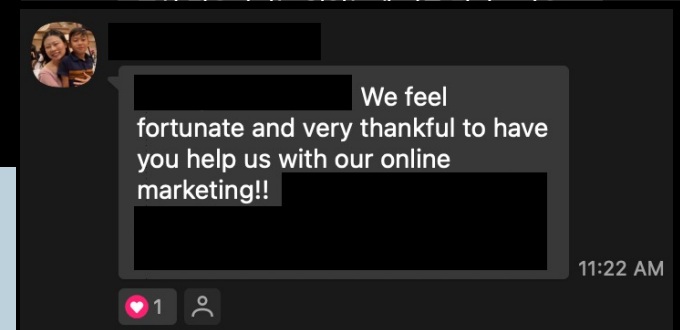 We feel
fortunate and very thankful to have
you help us with our online
marketing!!
11:22 AM
1